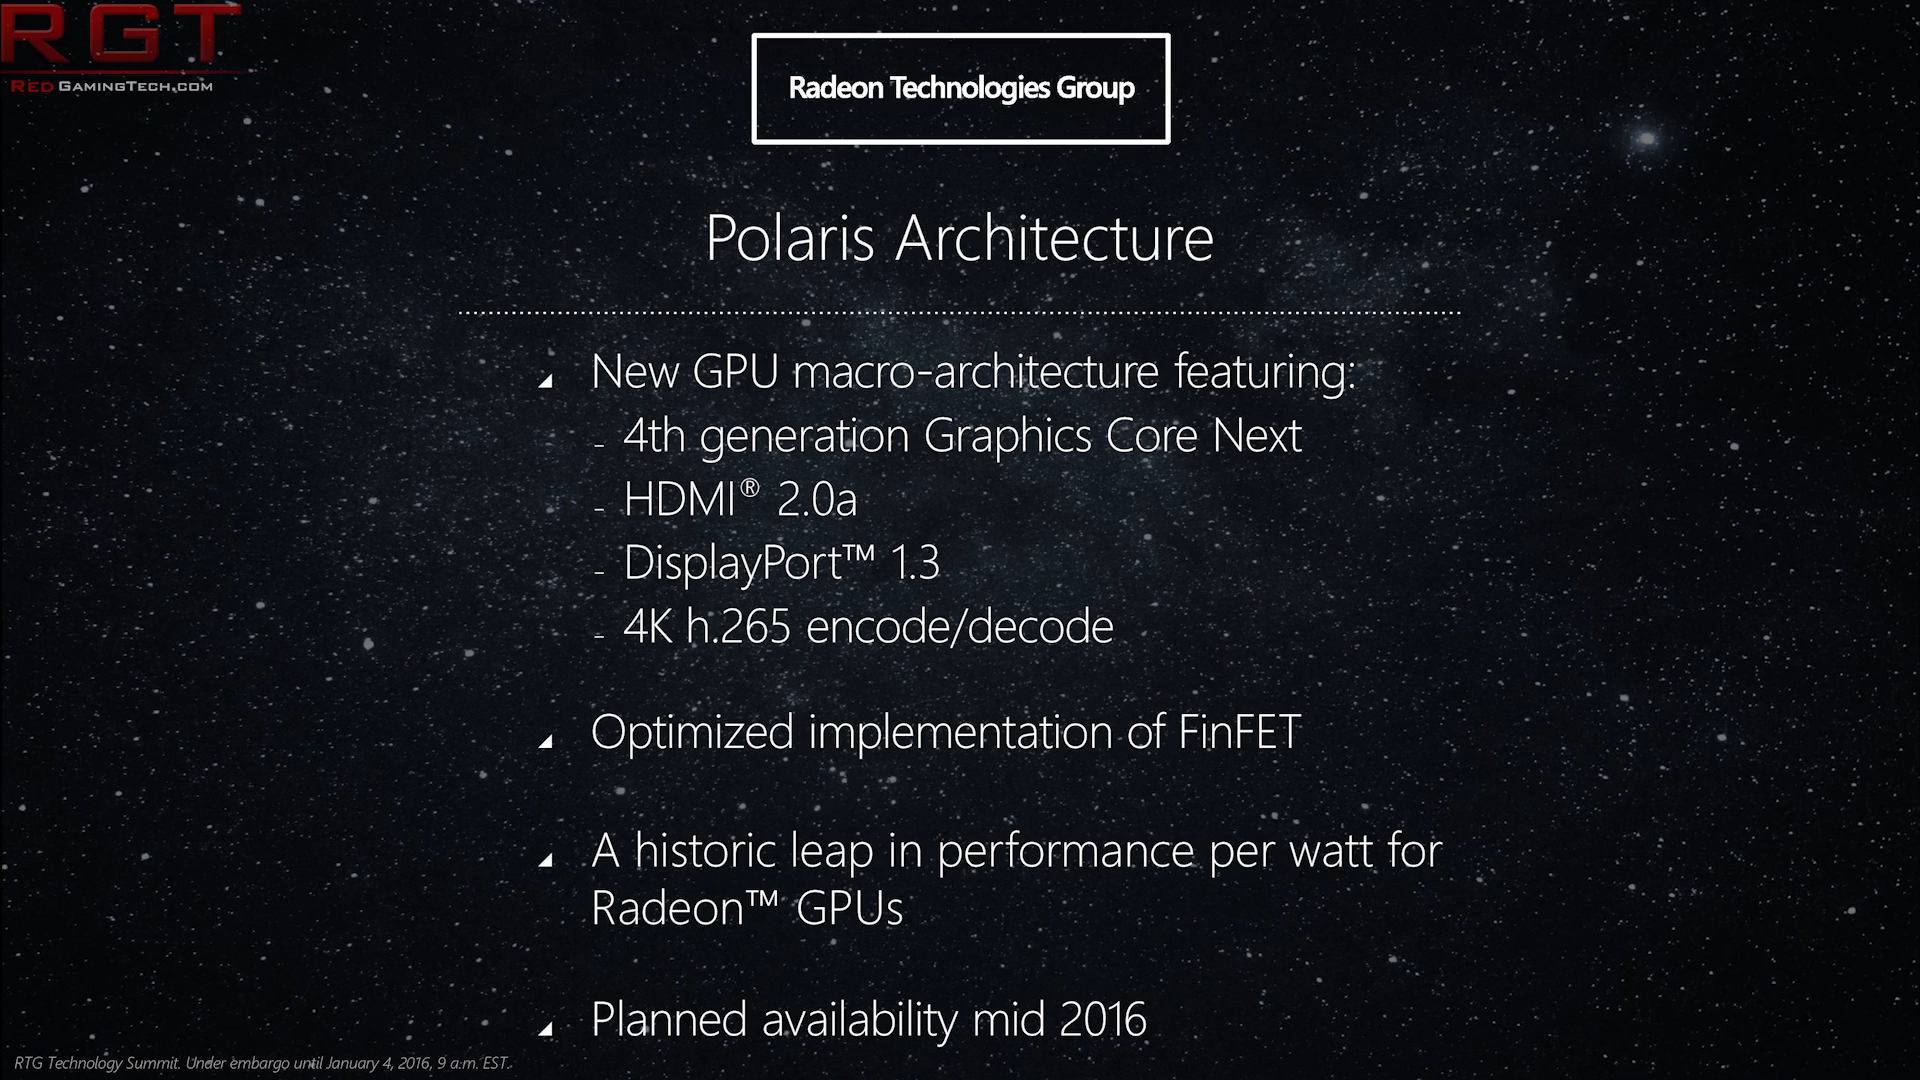 RGT
RedGamingTech.com
Radeon Technologies Group
Polaris Architecture
New GPU macro-architecture featuring:
- 4th generation Graphics Core Next
- HDMI® 2.0a
- DisplayPort™ 1.3
- 4K h.265 encode/decode
Optimized implementation of FinFET
A historic leap in performance per watt for
Radeon™ GPUs
Planned availability mid 2016
RTG Technology Summit. Under embargo until January 4, 2016, 9 a.m. EST.